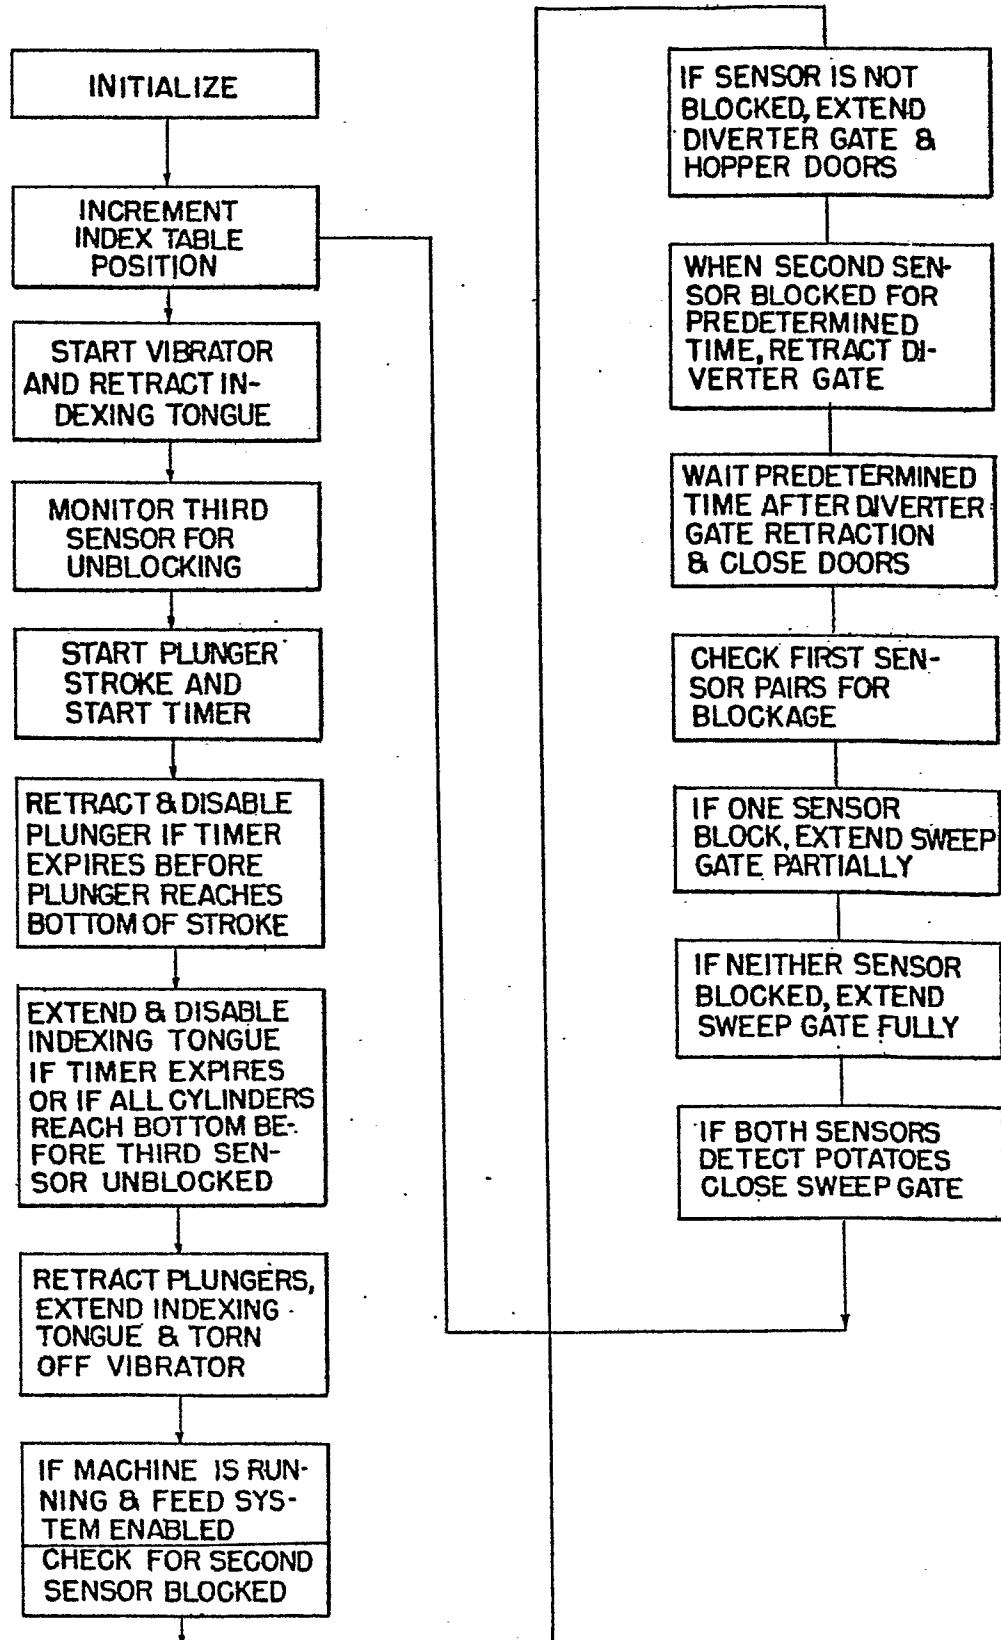 INITIALIZE
INCREMENT
INDEX TABLE
POSITION
START VIBRATOR
AND RETRACT IN-
DEXING TONGUE
MONITOR THIRD
SENSOR FOR
UNBLOCKING
START PLUNGER
STROKE AND
START TIMER
RETRACT & DISABLE
PLUNGER IF TIMER
EXPIRES BEFORE
PLUNGER REACHES
BOTTOM OF STROKE
EXTEND & DISABLE
INDEXING TONGUE
IF TIMER EXPIRES
OR IF ALL CYLINDERS
REACH BOTTOM BE-
FORE THIRD SEN-
SOR UNBLOCKED
RETRACT PLUNGERS,
EXTEND INDEXING
TONGUE & TORN
OFF VIBRATOR
IF MACHINE IS RUN-
NING & FEED SYS-
TEM ENABLED
CHECK FOR SECOND
SENSOR BLOCKED
IF SENSOR IS NOT
BLOCKED, EXTEND
DIVERTER GATE &
HOPPER DOORS
WHEN SECOND SEN-
SOR BLOCKED FOR
PREDETERMINED
TIME, RETRACT DI-
VERTER GATE
WAIT PREDETERMINED
TIME AFTER DIVERTER
GATE RETRACTION
& CLOSE DOORS
CHECK FIRST SEN-
SOR PAIRS FOR
BLOCKAGE
IF ONE SENSOR
BLOCK, EXTEND SWEEP
GATE PARTIALLY
IF NEITHER SENSOR
BLOCKED, EXTEND
SWEEP GATE FULLY
IF BOTH SENSORS
DETECT POTATOES
CLOSE SWEEP GATE